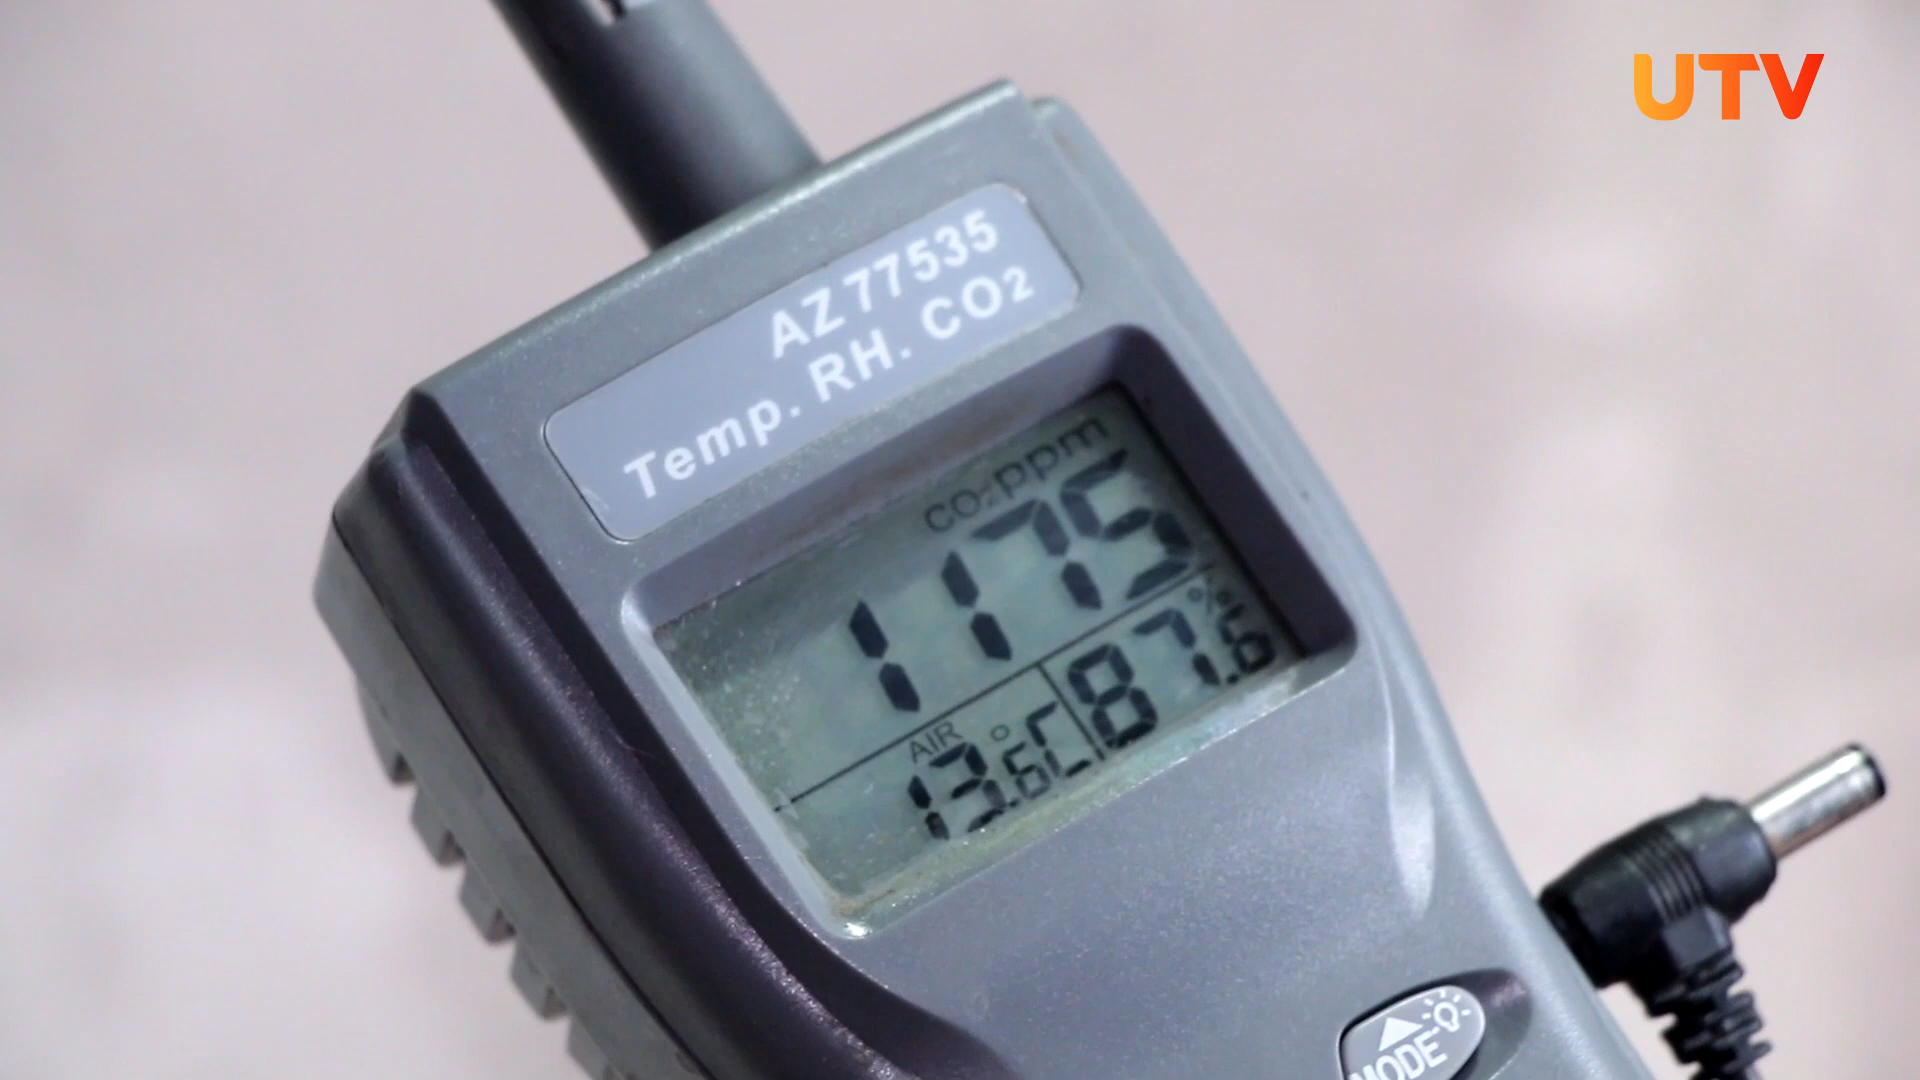 UTV
AZ77535
Temp. RH. CO2
CO2 ppm
1175
AIR
13.6°C
87.6
MODE